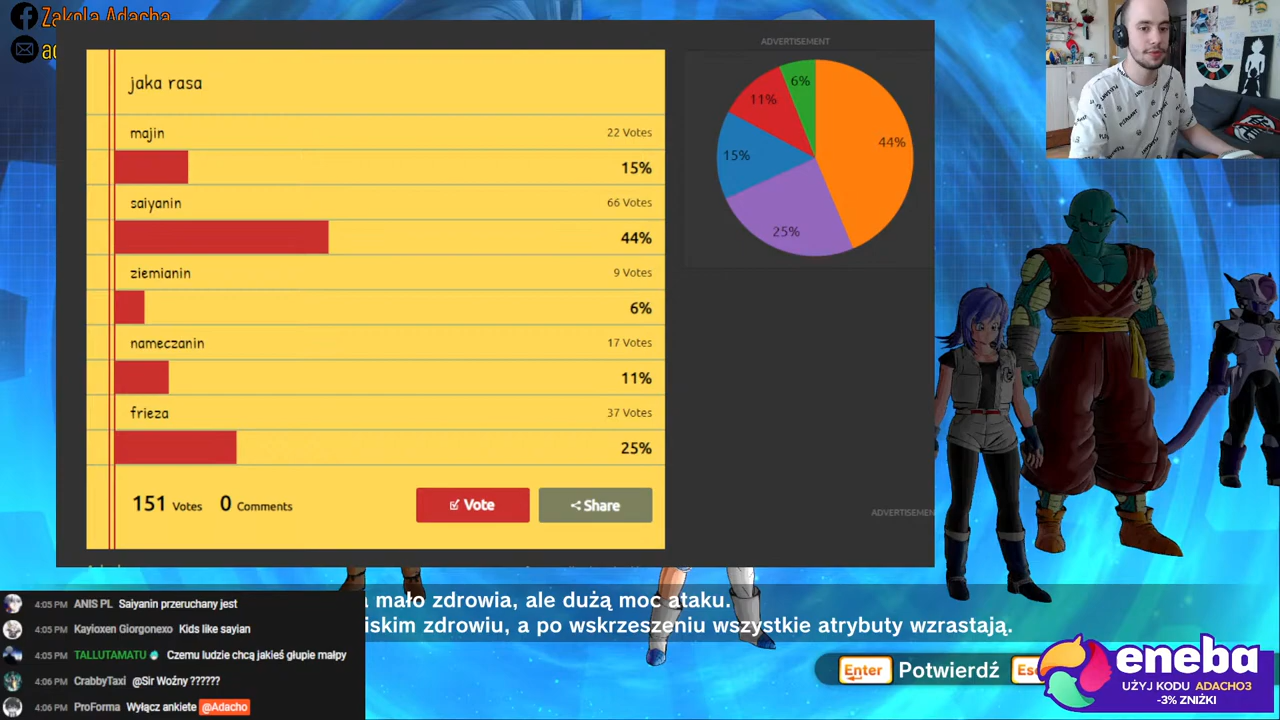 Zakola Adacha
jaka rasa
majin 22 Votes
15%
saiyanin 66 Votes
44%
ziemianin 9 Votes
6%
nameczanin 17 Votes
11%
frieza 37 Votes
25%
151 Votes 0 Comments Vote Share
ADVERTISEMENT
6%
11%
44%
15%
25%
ADVERTISEMEN
mało zdrowia, ale dużą moc ataku.
iskim zdrowiu, a po wskrzeszeniu wszystkie atrybuty wzrastają.
4:05 PM ANIS PL Saiyanin przeruchany jest
4:05 PM Kayioxen Giorgonexo Kids like sayian
4:05 PM TALLUTAMATU Czemu ludzie chcą jakieś głupie małpy
4:06 PM CrabbyTaxi @Sir Woźny ??????
4:06 PM ProForma Wyłącz ankiete @Adacho
Enter Potwierdź Esc
eneba
UŻYJ KODU ADACHO3
-3% ZNIŻKI